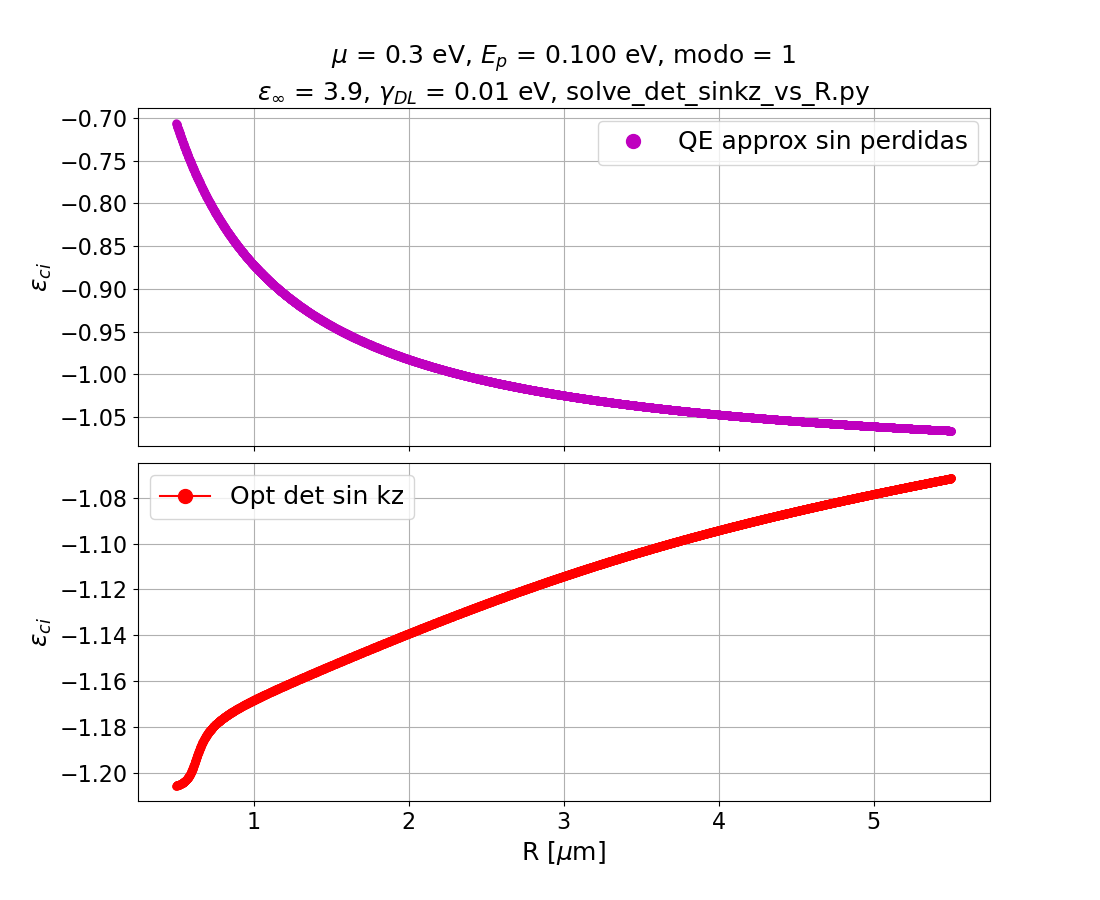 μ = 0.3 eV, E_p = 0.100 eV, modo = 1
ε_∞ = 3.9, γ_DL = 0.01 eV, solve_det_sinkz_vs_R.py
QE approx sin perdidas
ε_ci
−0.70
−0.75
−0.80
−0.85
−0.90
−0.95
−1.00
−1.05
Opt det sin kz
ε_ci
−1.08
−1.10
−1.12
−1.14
−1.16
−1.18
−1.20
1 2 3 4 5
R [μm]